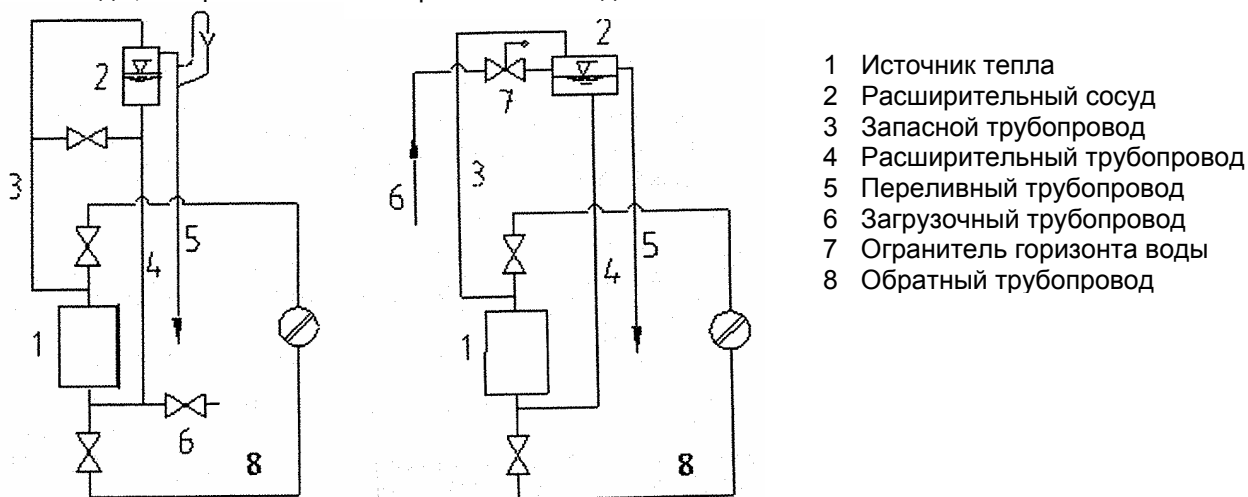 2
3
4
5
1
6
8
2
7
6
3
4
5
1
8
1 Источник тепла
2 Расширительный сосуд
3 Запасной трубопровод
4 Расширительный трубопровод
5 Переливный трубопровод
6 Загрузочный трубопровод
7 Огранитель горизонта воды
8 Обратный трубопровод